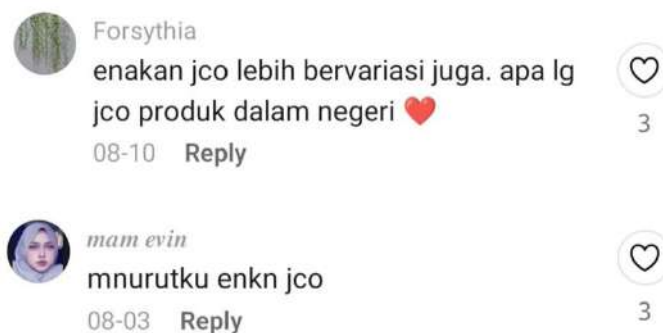 Forsythia
enakan jco lebih bervariasi juga. apa lg
jco produk dalam negeri ❤️
3
08-10 Reply
mam evin
mnurutku enkn jco
08-03 Reply
3